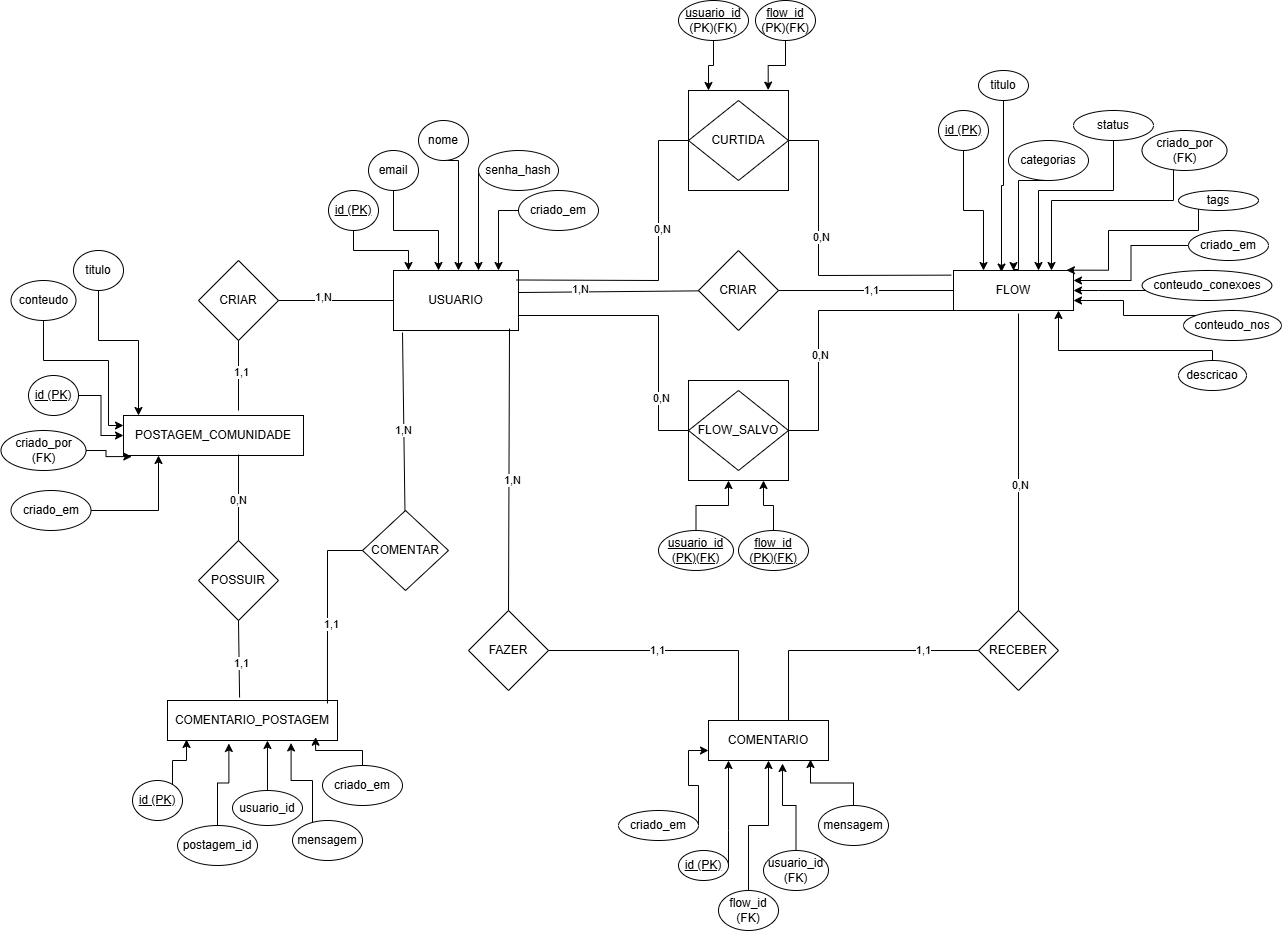 usuario_id
(PK)(FK)
flow_id
(PK)(FK)
CURTIDA
0,N
0,N
nome
email
senha_hash
id (PK)
criado_em
USUARIO
titulo
id (PK)
status
categorias
criado_por
(FK)
tags
criado_em
conteudo_conexoes
conteudo_nos
descricao
FLOW
1,N
CRIAR
1,1
CRIAR
1,N
1,1
titulo
conteudo
id (PK)
criado_por
(FK)
criado_em
POSTAGEM_COMUNIDADE
0,N
0,N
FLOW_SALVO
usuario_id
(PK)(FK)
flow_id
(PK)(FK)
1,N
1,N
0,N
0,N
POSSUIR
COMENTAR
1,1
1,1
FAZER
1,1
1,1
RECEBER
COMENTARIO_POSTAGEM
id (PK)
postagem_id
usuario_id
mensagem
criado_em
COMENTARIO
criado_em
id (PK)
flow_id
(FK)
usuario_id
(FK)
mensagem